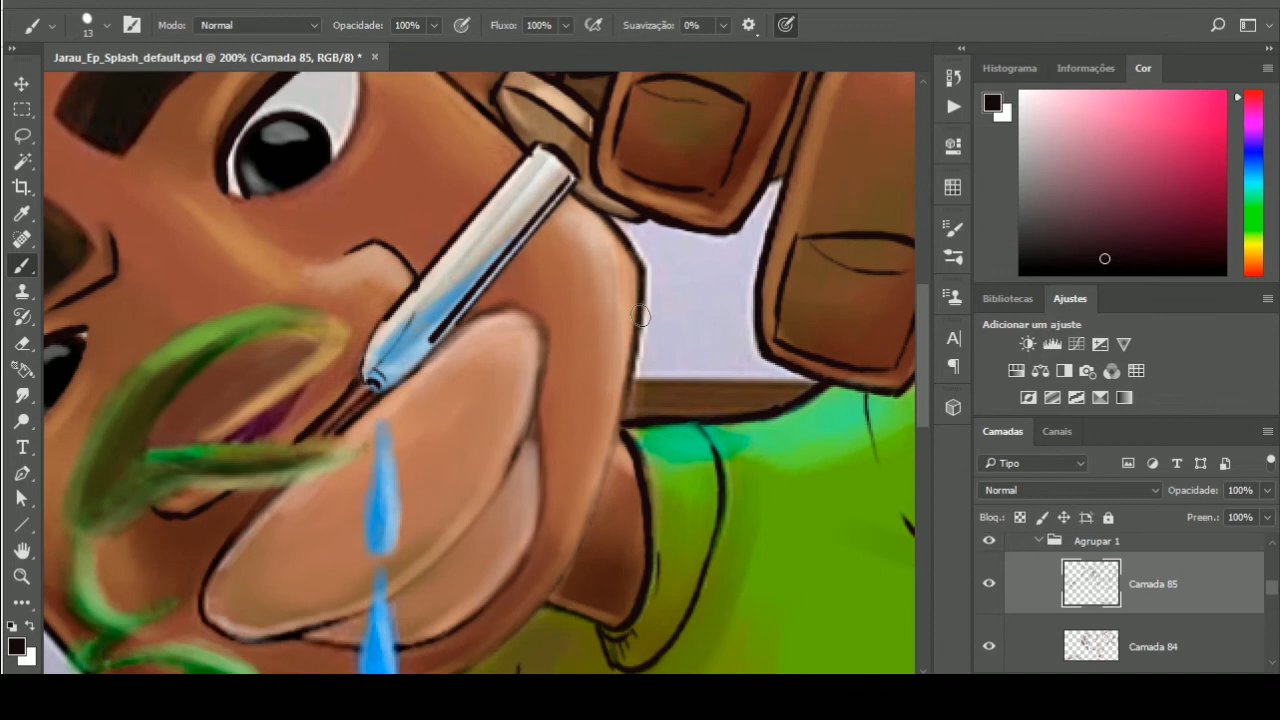 13 Modo: Normal Opacidade: 100% Fluxo: 100% Suavização: 0%
Jarau_Ep_Splash_default.psd @ 200% (Camada 85, RGB/8) *
Histograma Informações Cor
Bibliotecas Ajustes
Adicionar um ajuste
Camadas Canais
Tipo
Normal Opacidade: 100%
Bloq.: Preen.: 100%
Agrupar 1
Camada 85
Camada 84